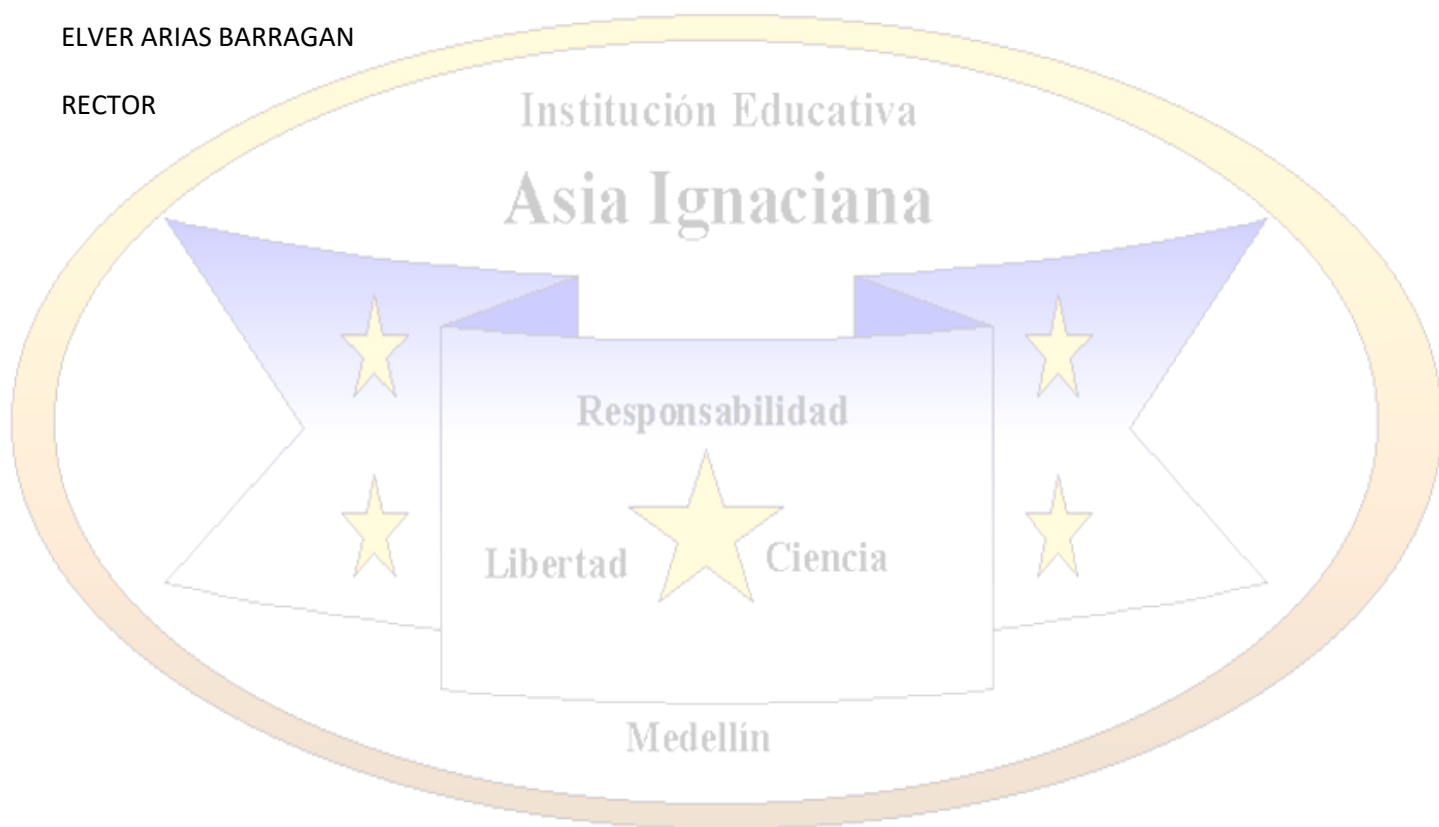 ELVER ARIAS BARRAGAN
RECTOR
Institución Educativa
Asia Ignaciana
Responsabilidad
Libertad Ciencia
Medellín